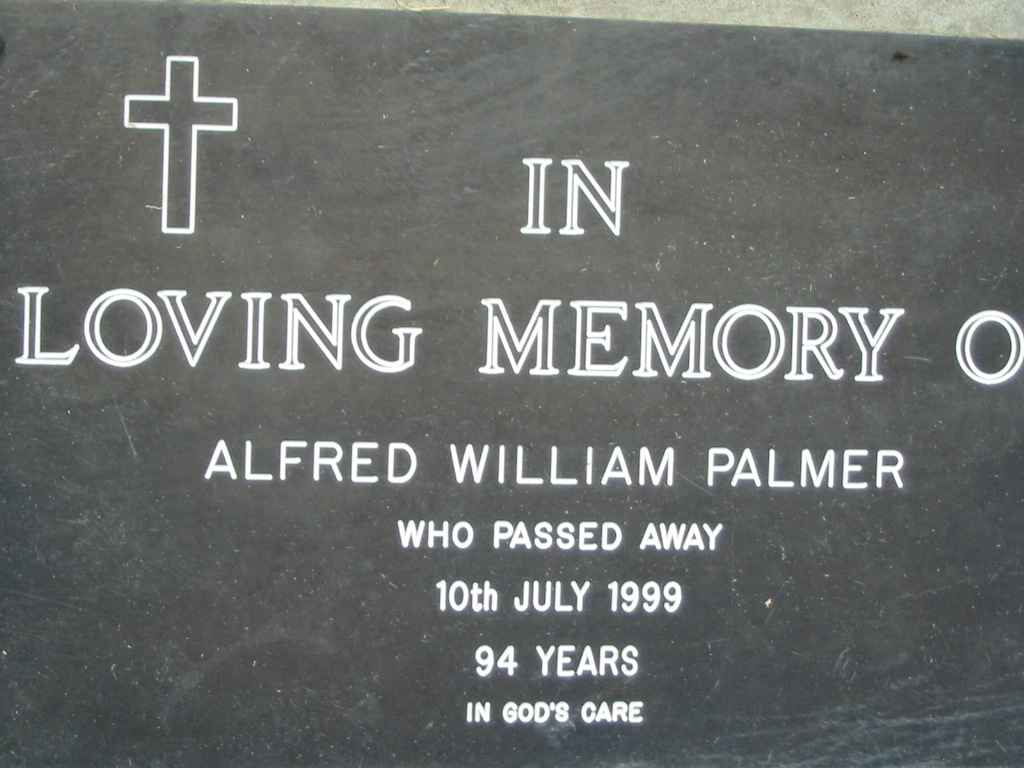 IN
LOVING MEMORY O
ALFRED WILLIAM PALMER
WHO PASSED AWAY
10th JULY 1999
94 YEARS
IN GOD'S CARE